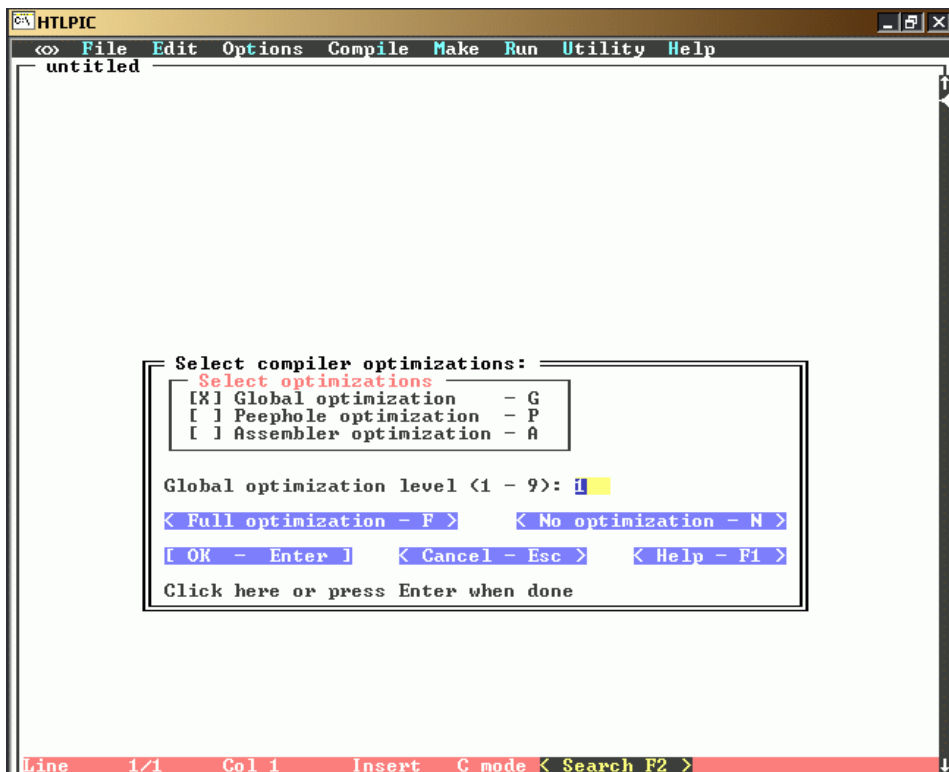 HTLPIC
<o> File Edit Options Compile Make Run Utility Help
untitled
Select compiler optimizations:
Select optimizations
[X] Global optimization - G
[ ] Peephole optimization - P
[ ] Assembler optimization - A
Global optimization level (1 - 9): 1
< Full optimization - F > < No optimization - N >
[ OK - Enter ] < Cancel - Esc > < Help - F1 >
Click here or press Enter when done
Line 1/1 Col 1 Insert C mode < Search F2 >